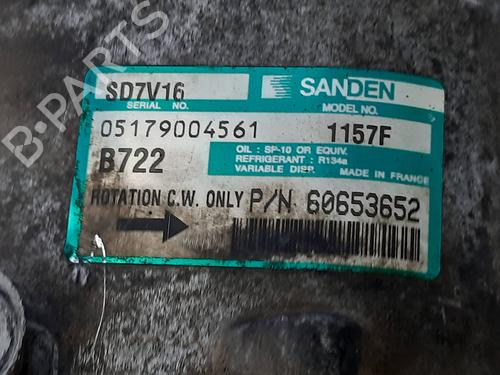 SD7V16 SANDEN
SERIAL NO. MODEL NO.
05179004561 1157F
B722
OIL : SP-10 OR EQUIV.
REFRIGERANT : R134a
VARIABLE DISP. MADE IN FRANCE
ROTATION C.W. ONLY P/N 60653652
B-PARTS